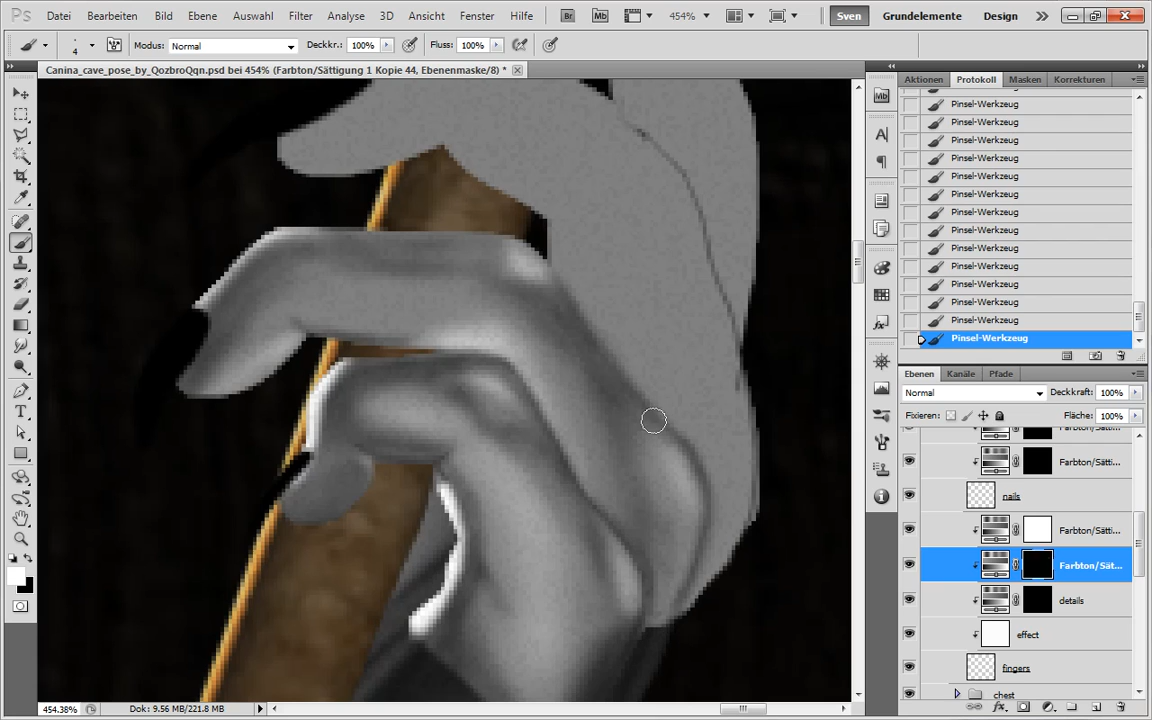 Ps Datei Bearbeiten Bild Ebene Auswahl Filter Analyse 3D Ansicht Fenster Hilfe Br Mb 454% Sven Grundelemente Design
4 Modus: Normal Deckkr.: 100% Fluss: 100%
Canina_cave_pose_by_QozbroQqn.psd bei 454% (Farbton/Sättigung 1 Kopie 44, Ebenenmaske/8) *
Aktionen Protokoll Masken Korrekturen
Mb
Pinsel-Werkzeug
Pinsel-Werkzeug
Pinsel-Werkzeug
Pinsel-Werkzeug
Pinsel-Werkzeug
Pinsel-Werkzeug
Pinsel-Werkzeug
Pinsel-Werkzeug
Pinsel-Werkzeug
Pinsel-Werkzeug
Pinsel-Werkzeug
Pinsel-Werkzeug
Pinsel-Werkzeug
Pinsel-Werkzeug
Ebenen Kanäle Pfade
Normal Deckkraft: 100%
Fixieren: Fläche: 100%
Farbton/Sätti...
Farbton/Sätti...
nails
Farbton/Sätti...
Farbton/Sät...
details
effect
fingers
chest
454.38% Dok: 9.56 MB/221.8 MB